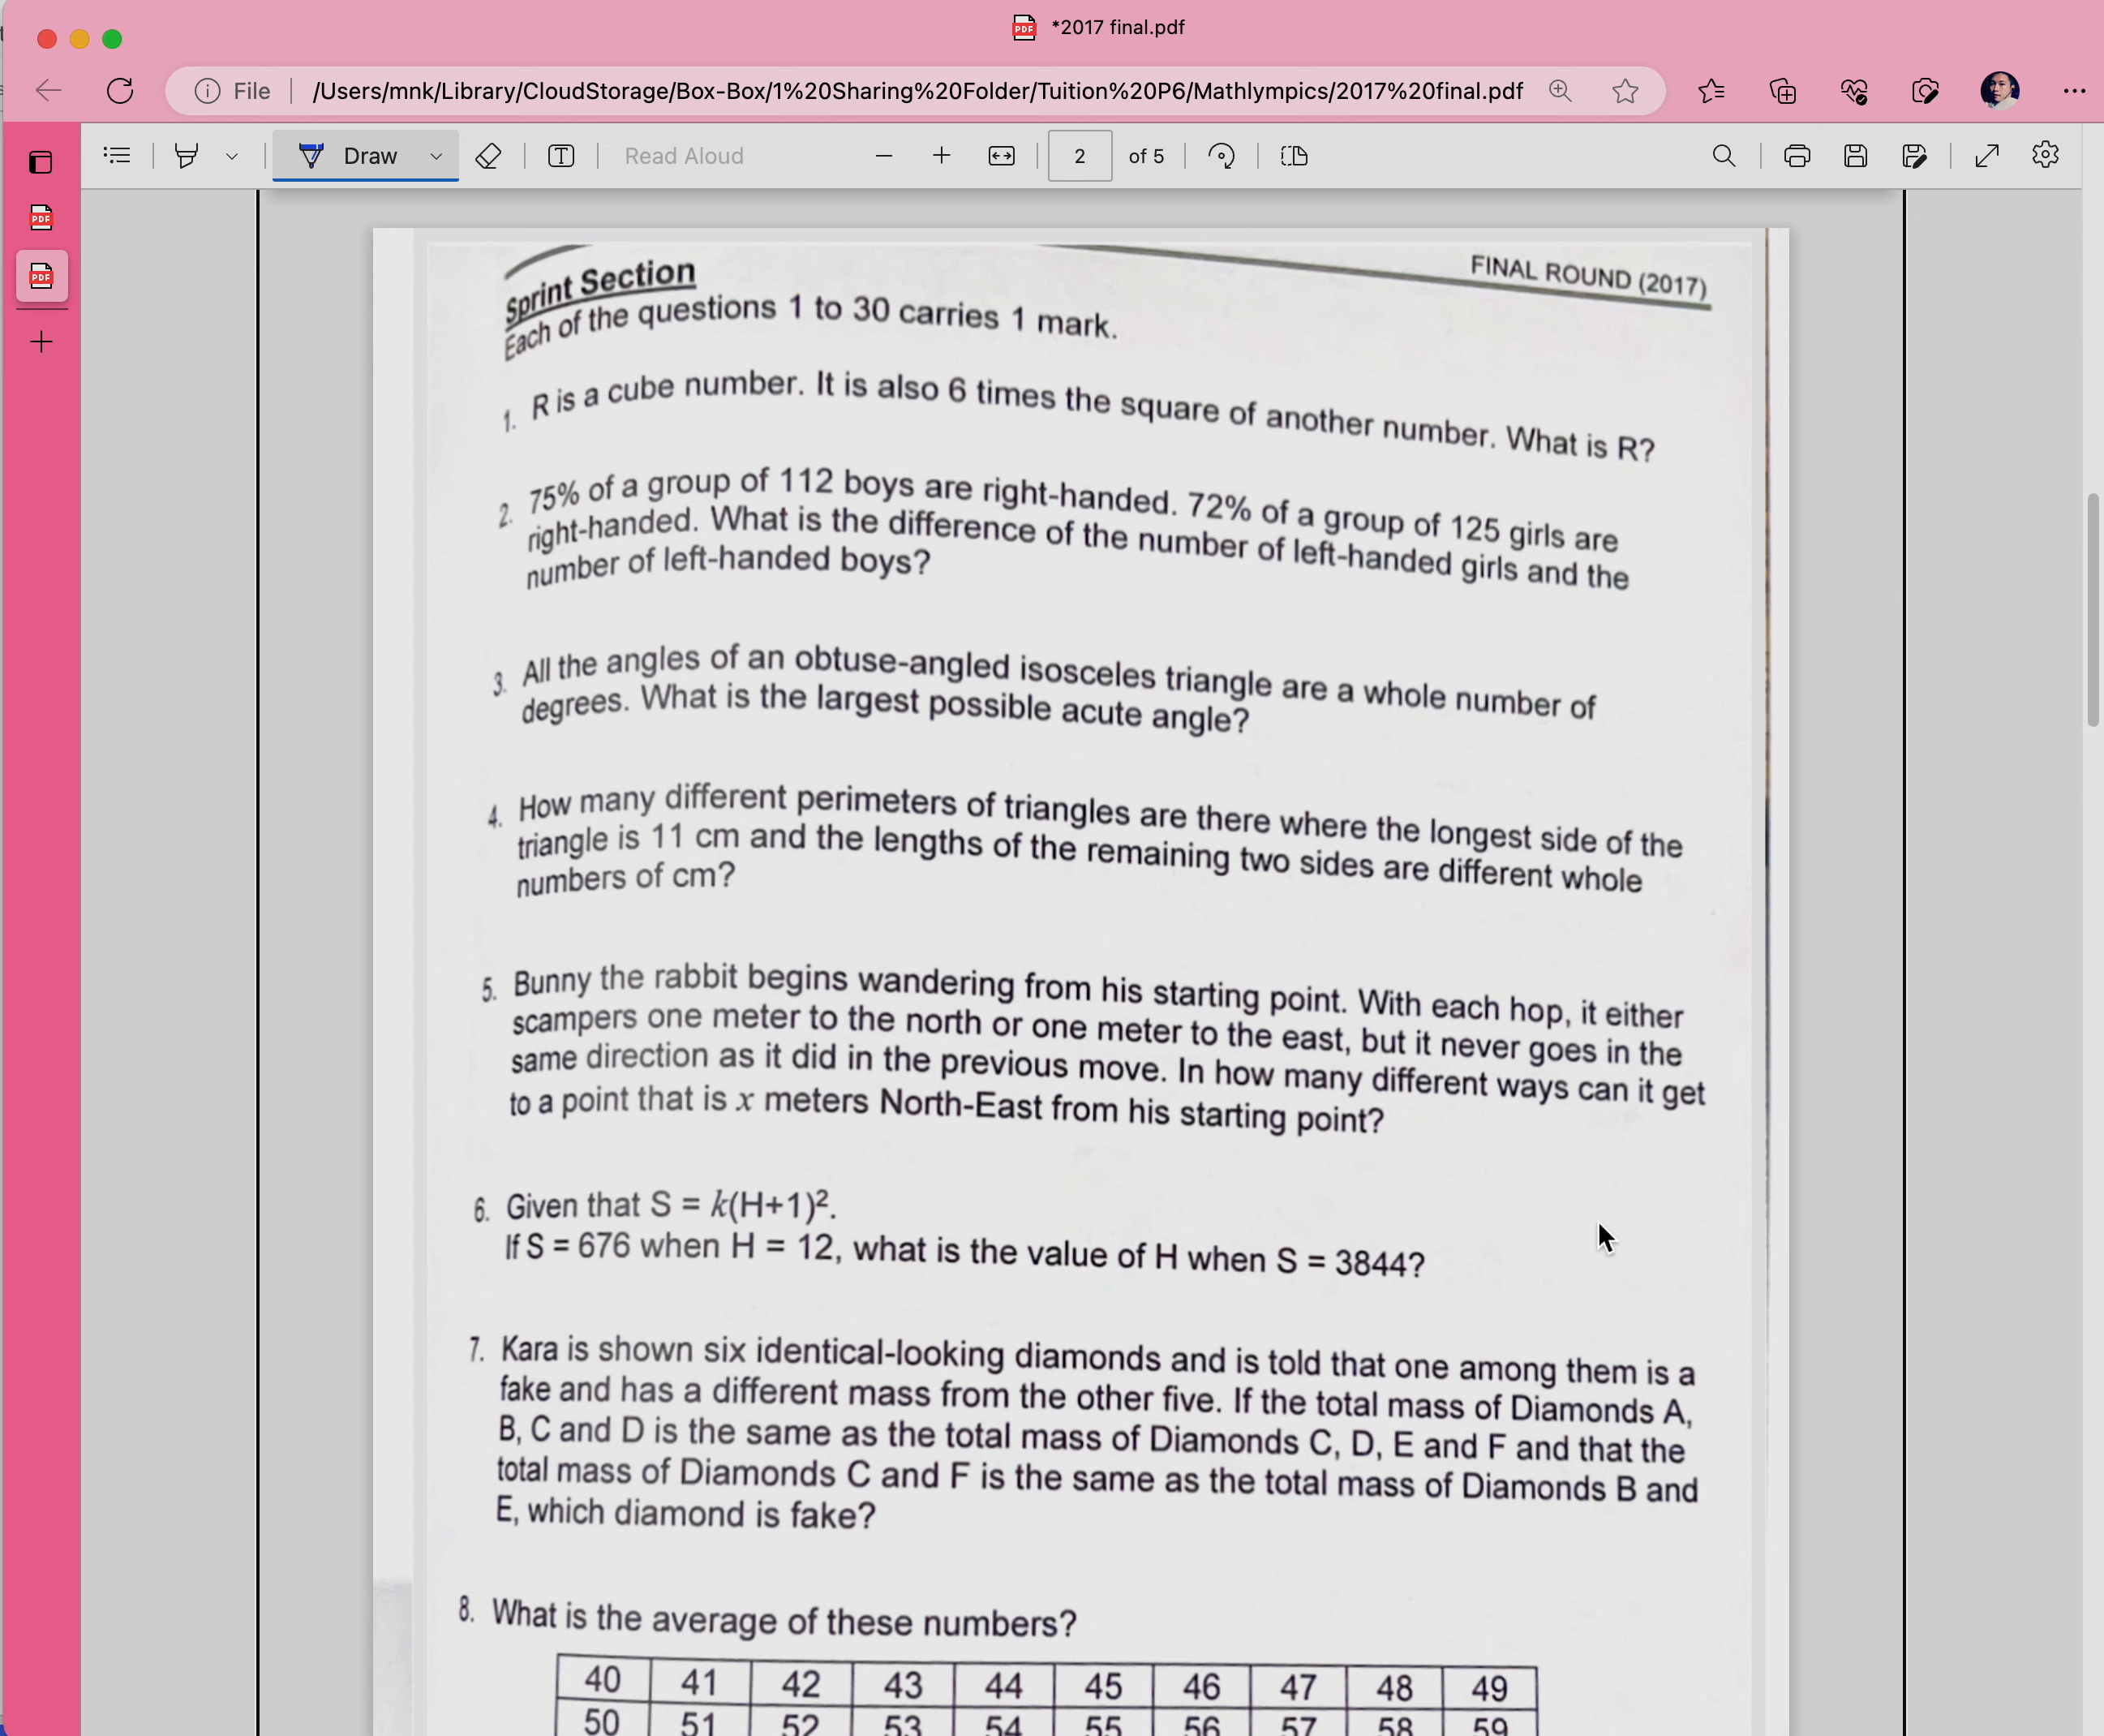 *2017 final.pdf
File /Users/mnk/Library/CloudStorage/Box-Box/1%20Sharing%20Folder/Tuition%20P6/Mathlympics/2017%20final.pdf
Draw Read Aloud 2 of 5
FINAL ROUND (2017)
Sprint Section
Each of the questions 1 to 30 carries 1 mark.
1. R is a cube number. It is also 6 times the square of another number. What is R?
2. 75% of a group of 112 boys are right-handed. 72% of a group of 125 girls are
right-handed. What is the difference of the number of left-handed girls and the
number of left-handed boys?
3. All the angles of an obtuse-angled isosceles triangle are a whole number of
degrees. What is the largest possible acute angle?
4. How many different perimeters of triangles are there where the longest side of the
triangle is 11 cm and the lengths of the remaining two sides are different whole
numbers of cm?
5. Bunny the rabbit begins wandering from his starting point. With each hop, it either
scampers one meter to the north or one meter to the east, but it never goes in the
same direction as it did in the previous move. In how many different ways can it get
to a point that is x meters North-East from his starting point?
6. Given that S = k(H+1)².
If S = 676 when H = 12, what is the value of H when S = 3844?
7. Kara is shown six identical-looking diamonds and is told that one among them is a
fake and has a different mass from the other five. If the total mass of Diamonds A,
B, C and D is the same as the total mass of Diamonds C, D, E and F and that the
total mass of Diamonds C and F is the same as the total mass of Diamonds B and
E, which diamond is fake?
8. What is the average of these numbers?
40 41 42 43 44 45 46 47 48 49
50 51 52 53 54 55 56 57 58 59